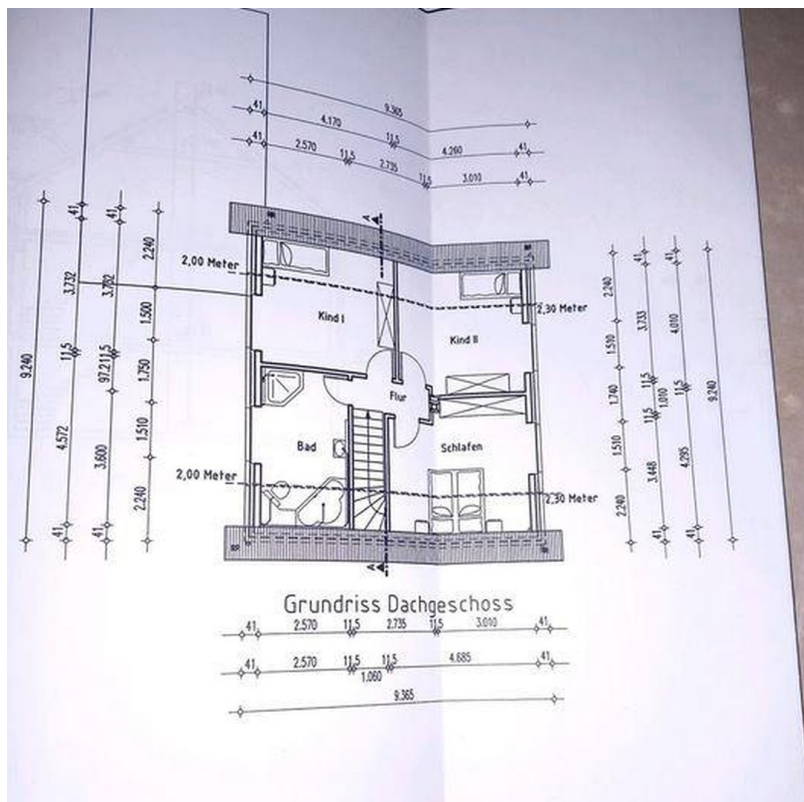 9.365
41 4.170 11,5 4.260 41
41 2.570 11,5 2.735 11,5 3.010 41
A
2,00 Meter
2,30 Meter
Kind I
Kind II
Flur
Bad
Schlafen
2,00 Meter
2,30 Meter
A
9.240
41 3.732 11,5 4.572 41
41 3.702 11,5 97.2 3.600 41
2.240 1.500 1.750 1.510 2.240
2.240 1.510 1.740 1.510 2.240
41 3.733 11,5 1.010 11,5 3.448 41
41 4.010 11,5 4.295 41
9.240
Grundriss Dachgeschoss
41 2.570 11,5 2.735 11,5 3.010 41
41 2.570 11,5 1.060 11,5 4.685 41
9.365